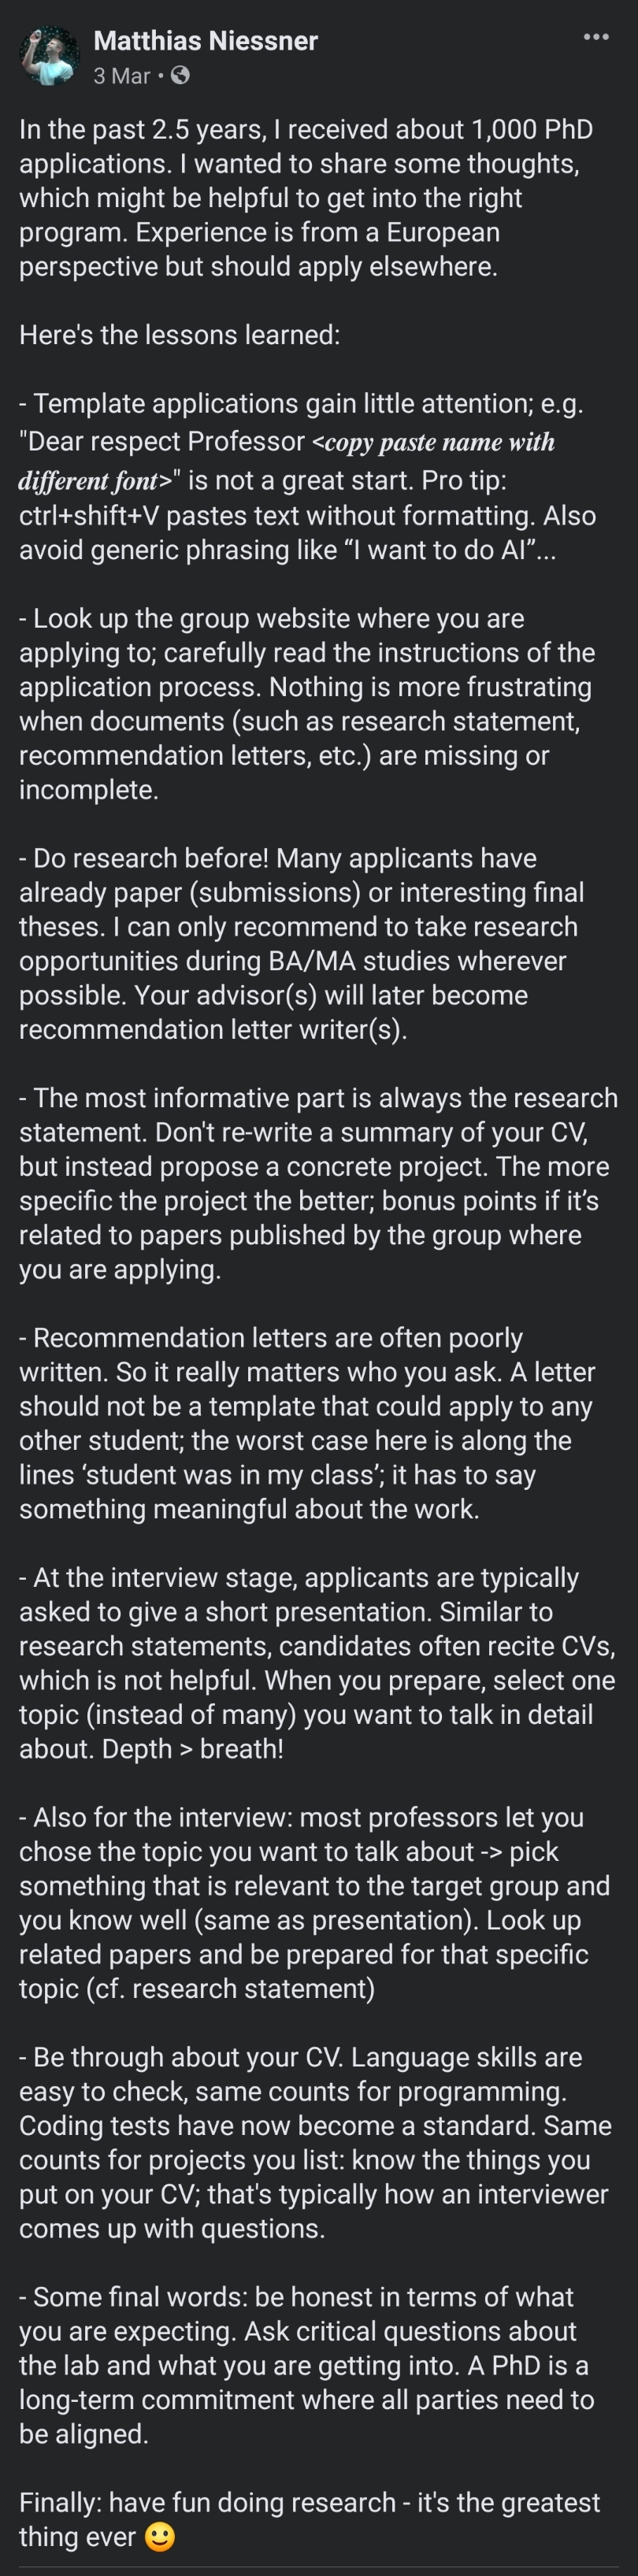 Matthias Niessner
3 Mar •
In the past 2.5 years, I received about 1,000 PhD
applications. I wanted to share some thoughts,
which might be helpful to get into the right
program. Experience is from a European
perspective but should apply elsewhere.
Here's the lessons learned:
- Template applications gain little attention; e.g.
"Dear respect Professor <copy paste name with
different font>" is not a great start. Pro tip:
ctrl+shift+V pastes text without formatting. Also
avoid generic phrasing like “I want to do AI”...
- Look up the group website where you are
applying to; carefully read the instructions of the
application process. Nothing is more frustrating
when documents (such as research statement,
recommendation letters, etc.) are missing or
incomplete.
- Do research before! Many applicants have
already paper (submissions) or interesting final
theses. I can only recommend to take research
opportunities during BA/MA studies wherever
possible. Your advisor(s) will later become
recommendation letter writer(s).
- The most informative part is always the research
statement. Don't re-write a summary of your CV,
but instead propose a concrete project. The more
specific the project the better; bonus points if it’s
related to papers published by the group where
you are applying.
- Recommendation letters are often poorly
written. So it really matters who you ask. A letter
should not be a template that could apply to any
other student; the worst case here is along the
lines ‘student was in my class’; it has to say
something meaningful about the work.
- At the interview stage, applicants are typically
asked to give a short presentation. Similar to
research statements, candidates often recite CVs,
which is not helpful. When you prepare, select one
topic (instead of many) you want to talk in detail
about. Depth > breath!
- Also for the interview: most professors let you
chose the topic you want to talk about -> pick
something that is relevant to the target group and
you know well (same as presentation). Look up
related papers and be prepared for that specific
topic (cf. research statement)
- Be through about your CV. Language skills are
easy to check, same counts for programming.
Coding tests have now become a standard. Same
counts for projects you list: know the things you
put on your CV; that's typically how an interviewer
comes up with questions.
- Some final words: be honest in terms of what
you are expecting. Ask critical questions about
the lab and what you are getting into. A PhD is a
long-term commitment where all parties need to
be aligned.
Finally: have fun doing research - it's the greatest
thing ever 🙂